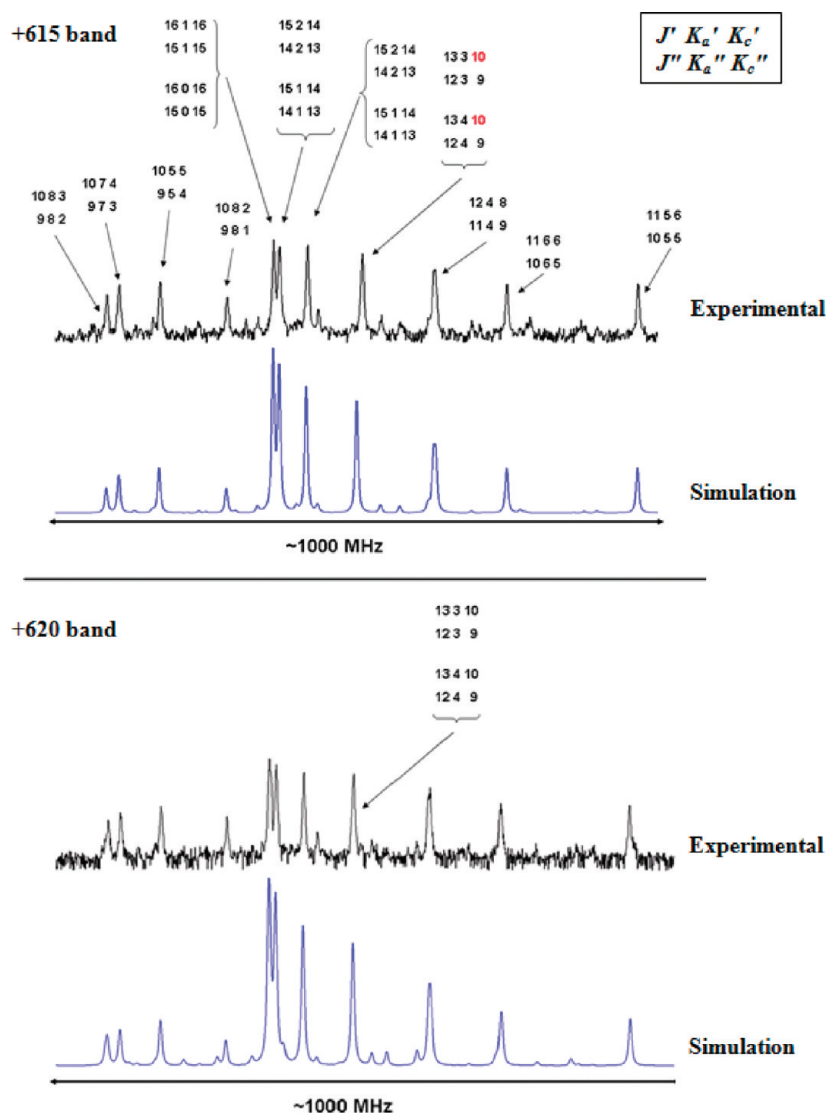 +615 band
J' Ka' Kc'
J'' Ka'' Kc''
16 1 16
15 1 15
16 0 16
15 0 15
15 2 14
14 2 13
15 1 14
14 1 13
15 2 14
14 2 13
15 1 14
14 1 13
13 3 10
12 3 9
13 4 10
12 4 9
10 8 3
9 8 2
10 7 4
9 7 3
10 5 5
9 5 4
10 8 2
9 8 1
12 4 8
11 4 9
11 6 6
10 6 5
11 5 6
10 5 5
Experimental
Simulation
~1000 MHz
+620 band
13 3 10
12 3 9
13 4 10
12 4 9
Experimental
Simulation
~1000 MHz